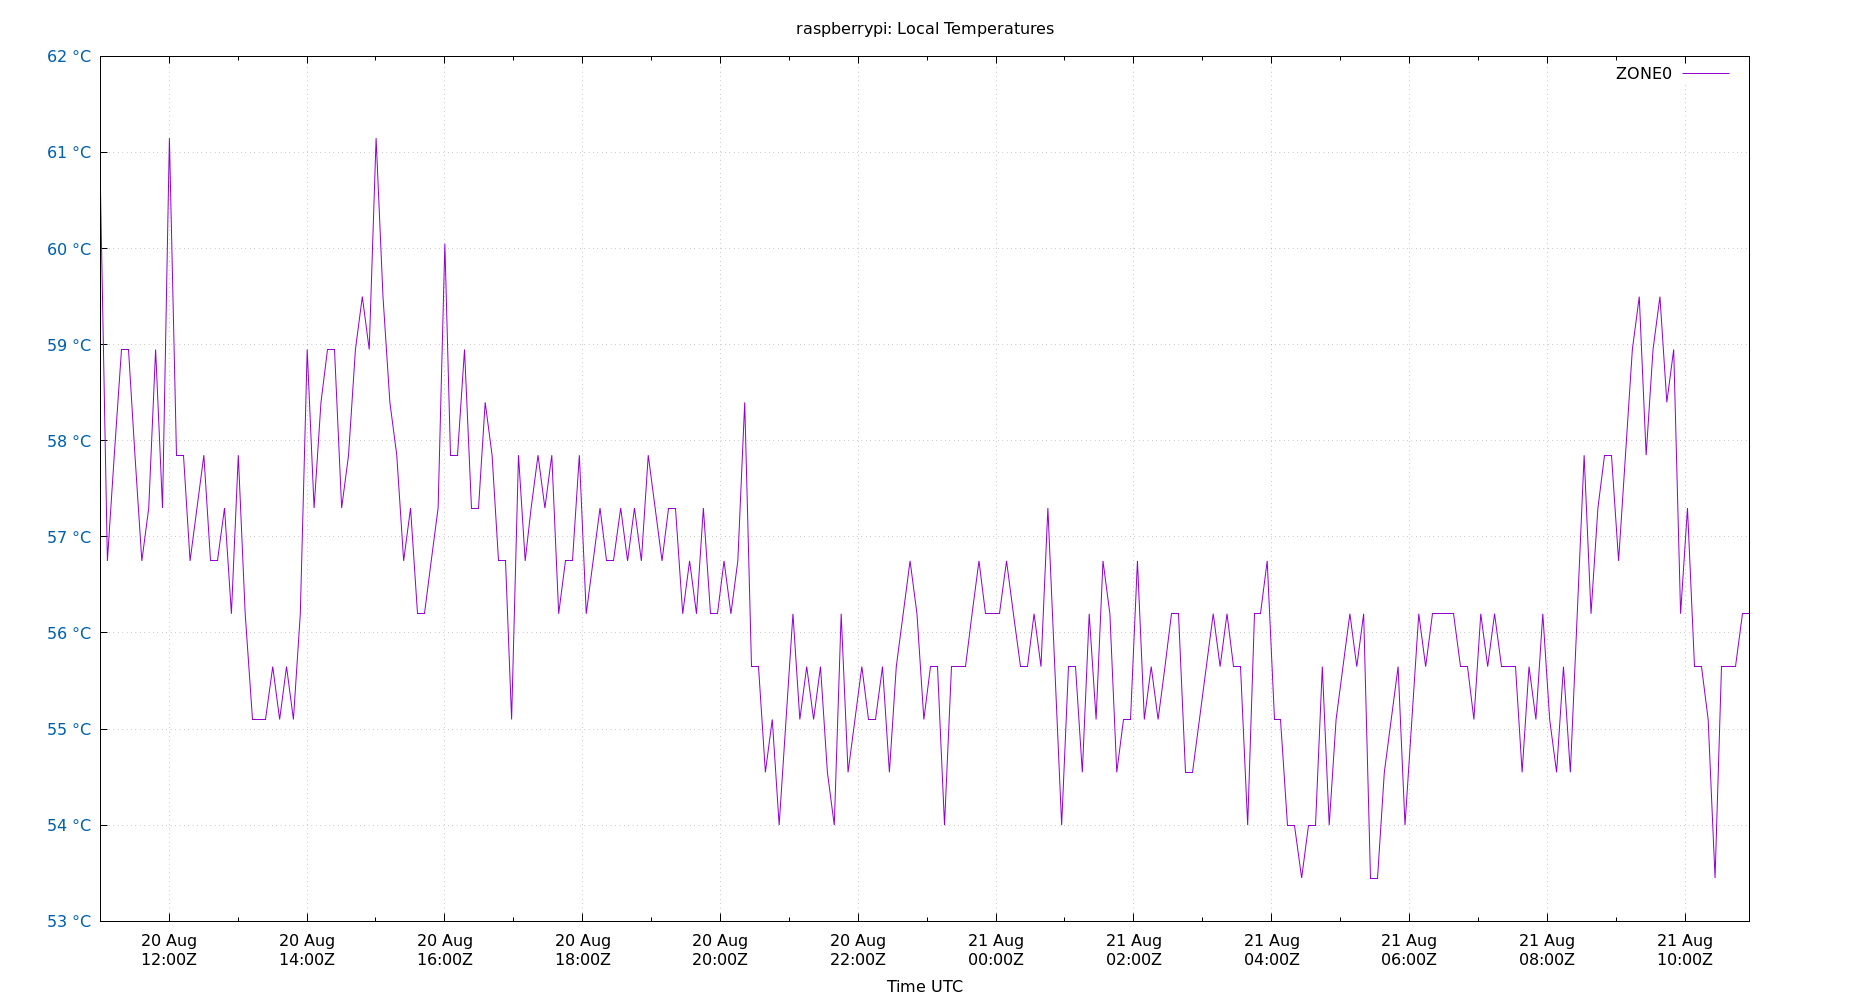 raspberrypi: Local Temperatures
62 °C
ZONE0
61 °C
60 °C
59 °C
58 °C
57 °C
56 °C
55 °C
54 °C
53 °C
20 Aug 20 Aug 20 Aug 20 Aug 20 Aug 20 Aug 21 Aug 21 Aug 21 Aug 21 Aug 21 Aug 21 Aug
12:00Z 14:00Z 16:00Z 18:00Z 20:00Z 22:00Z 00:00Z 02:00Z 04:00Z 06:00Z 08:00Z 10:00Z
Time UTC